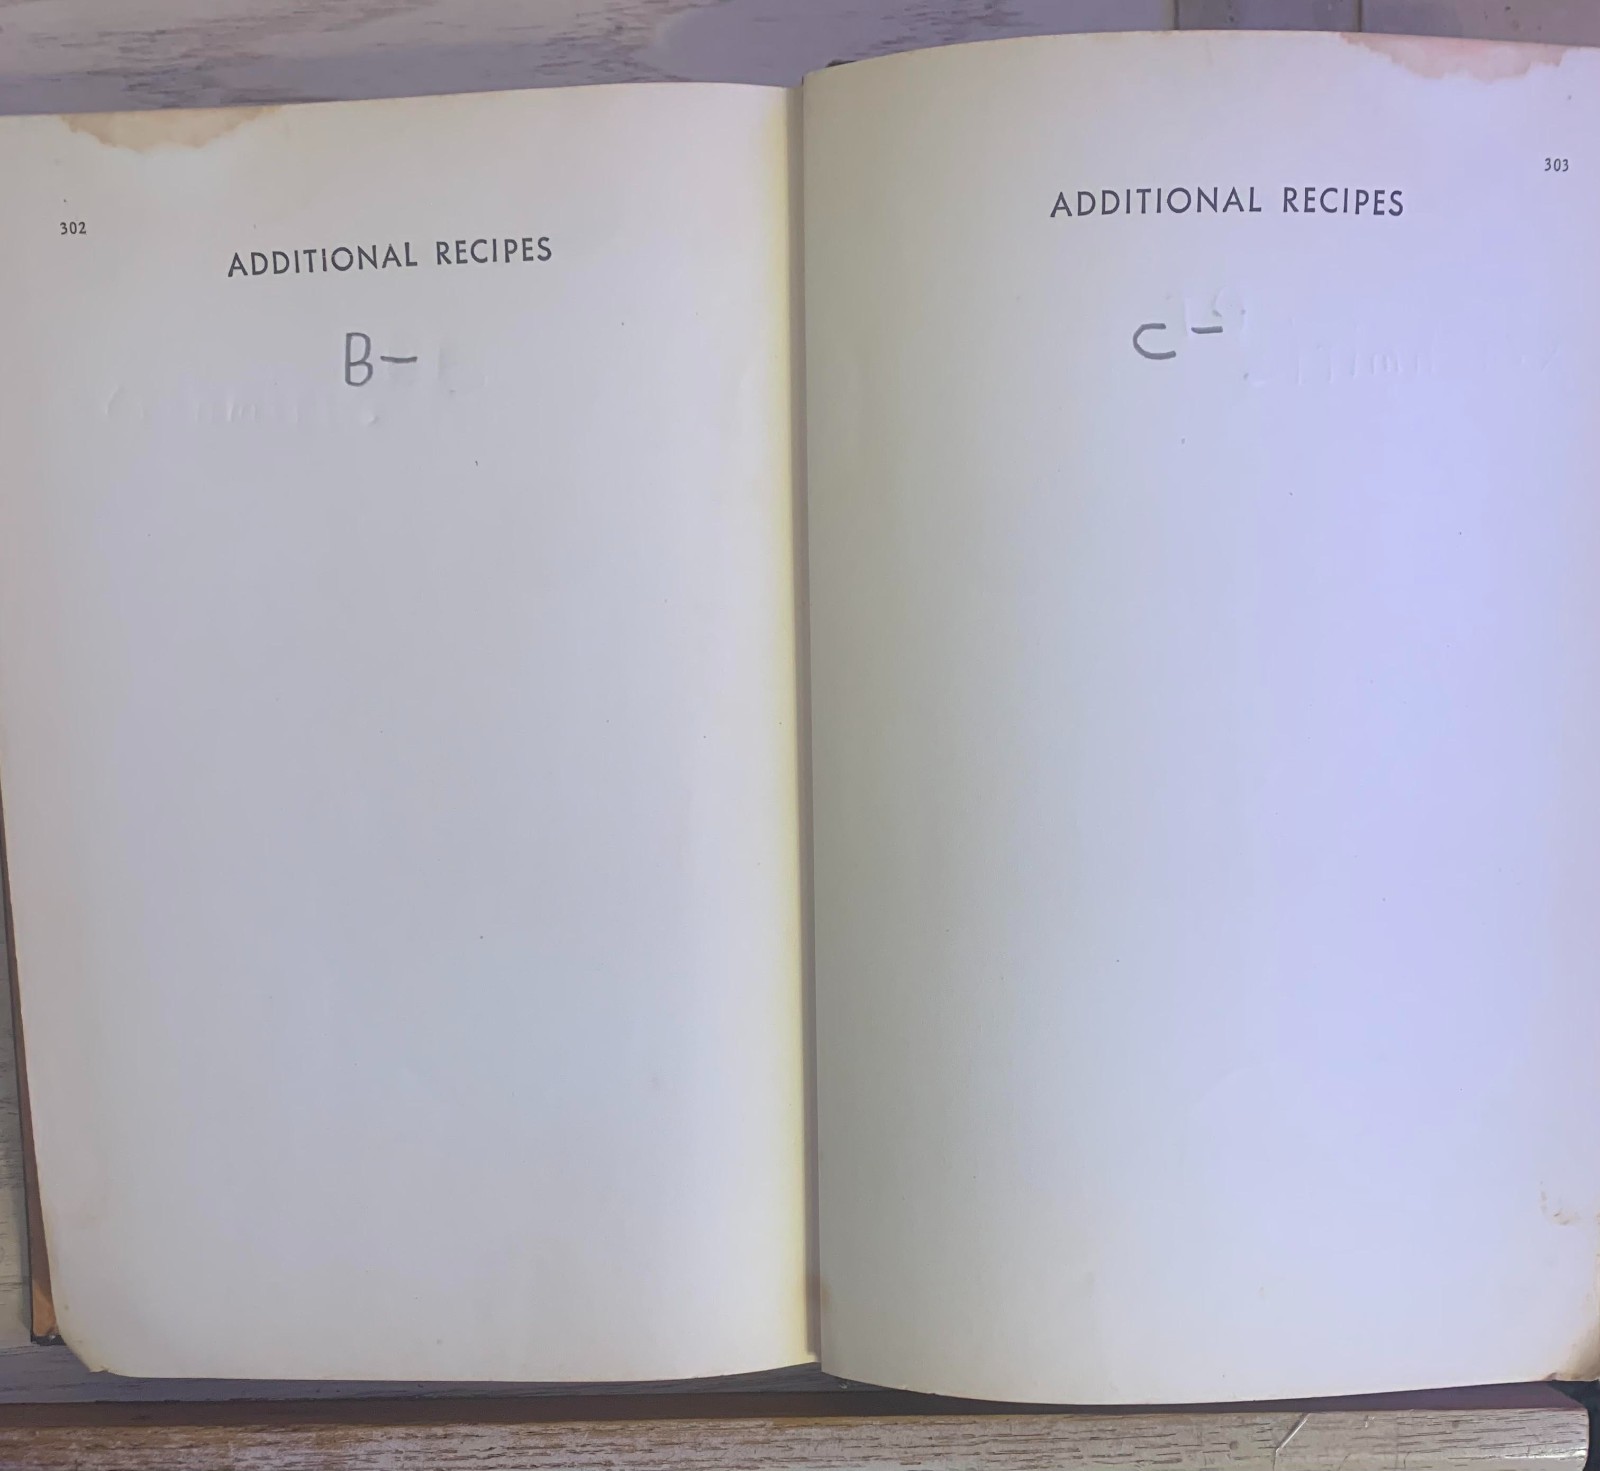 302
ADDITIONAL RECIPES
B-
303
ADDITIONAL RECIPES
C-